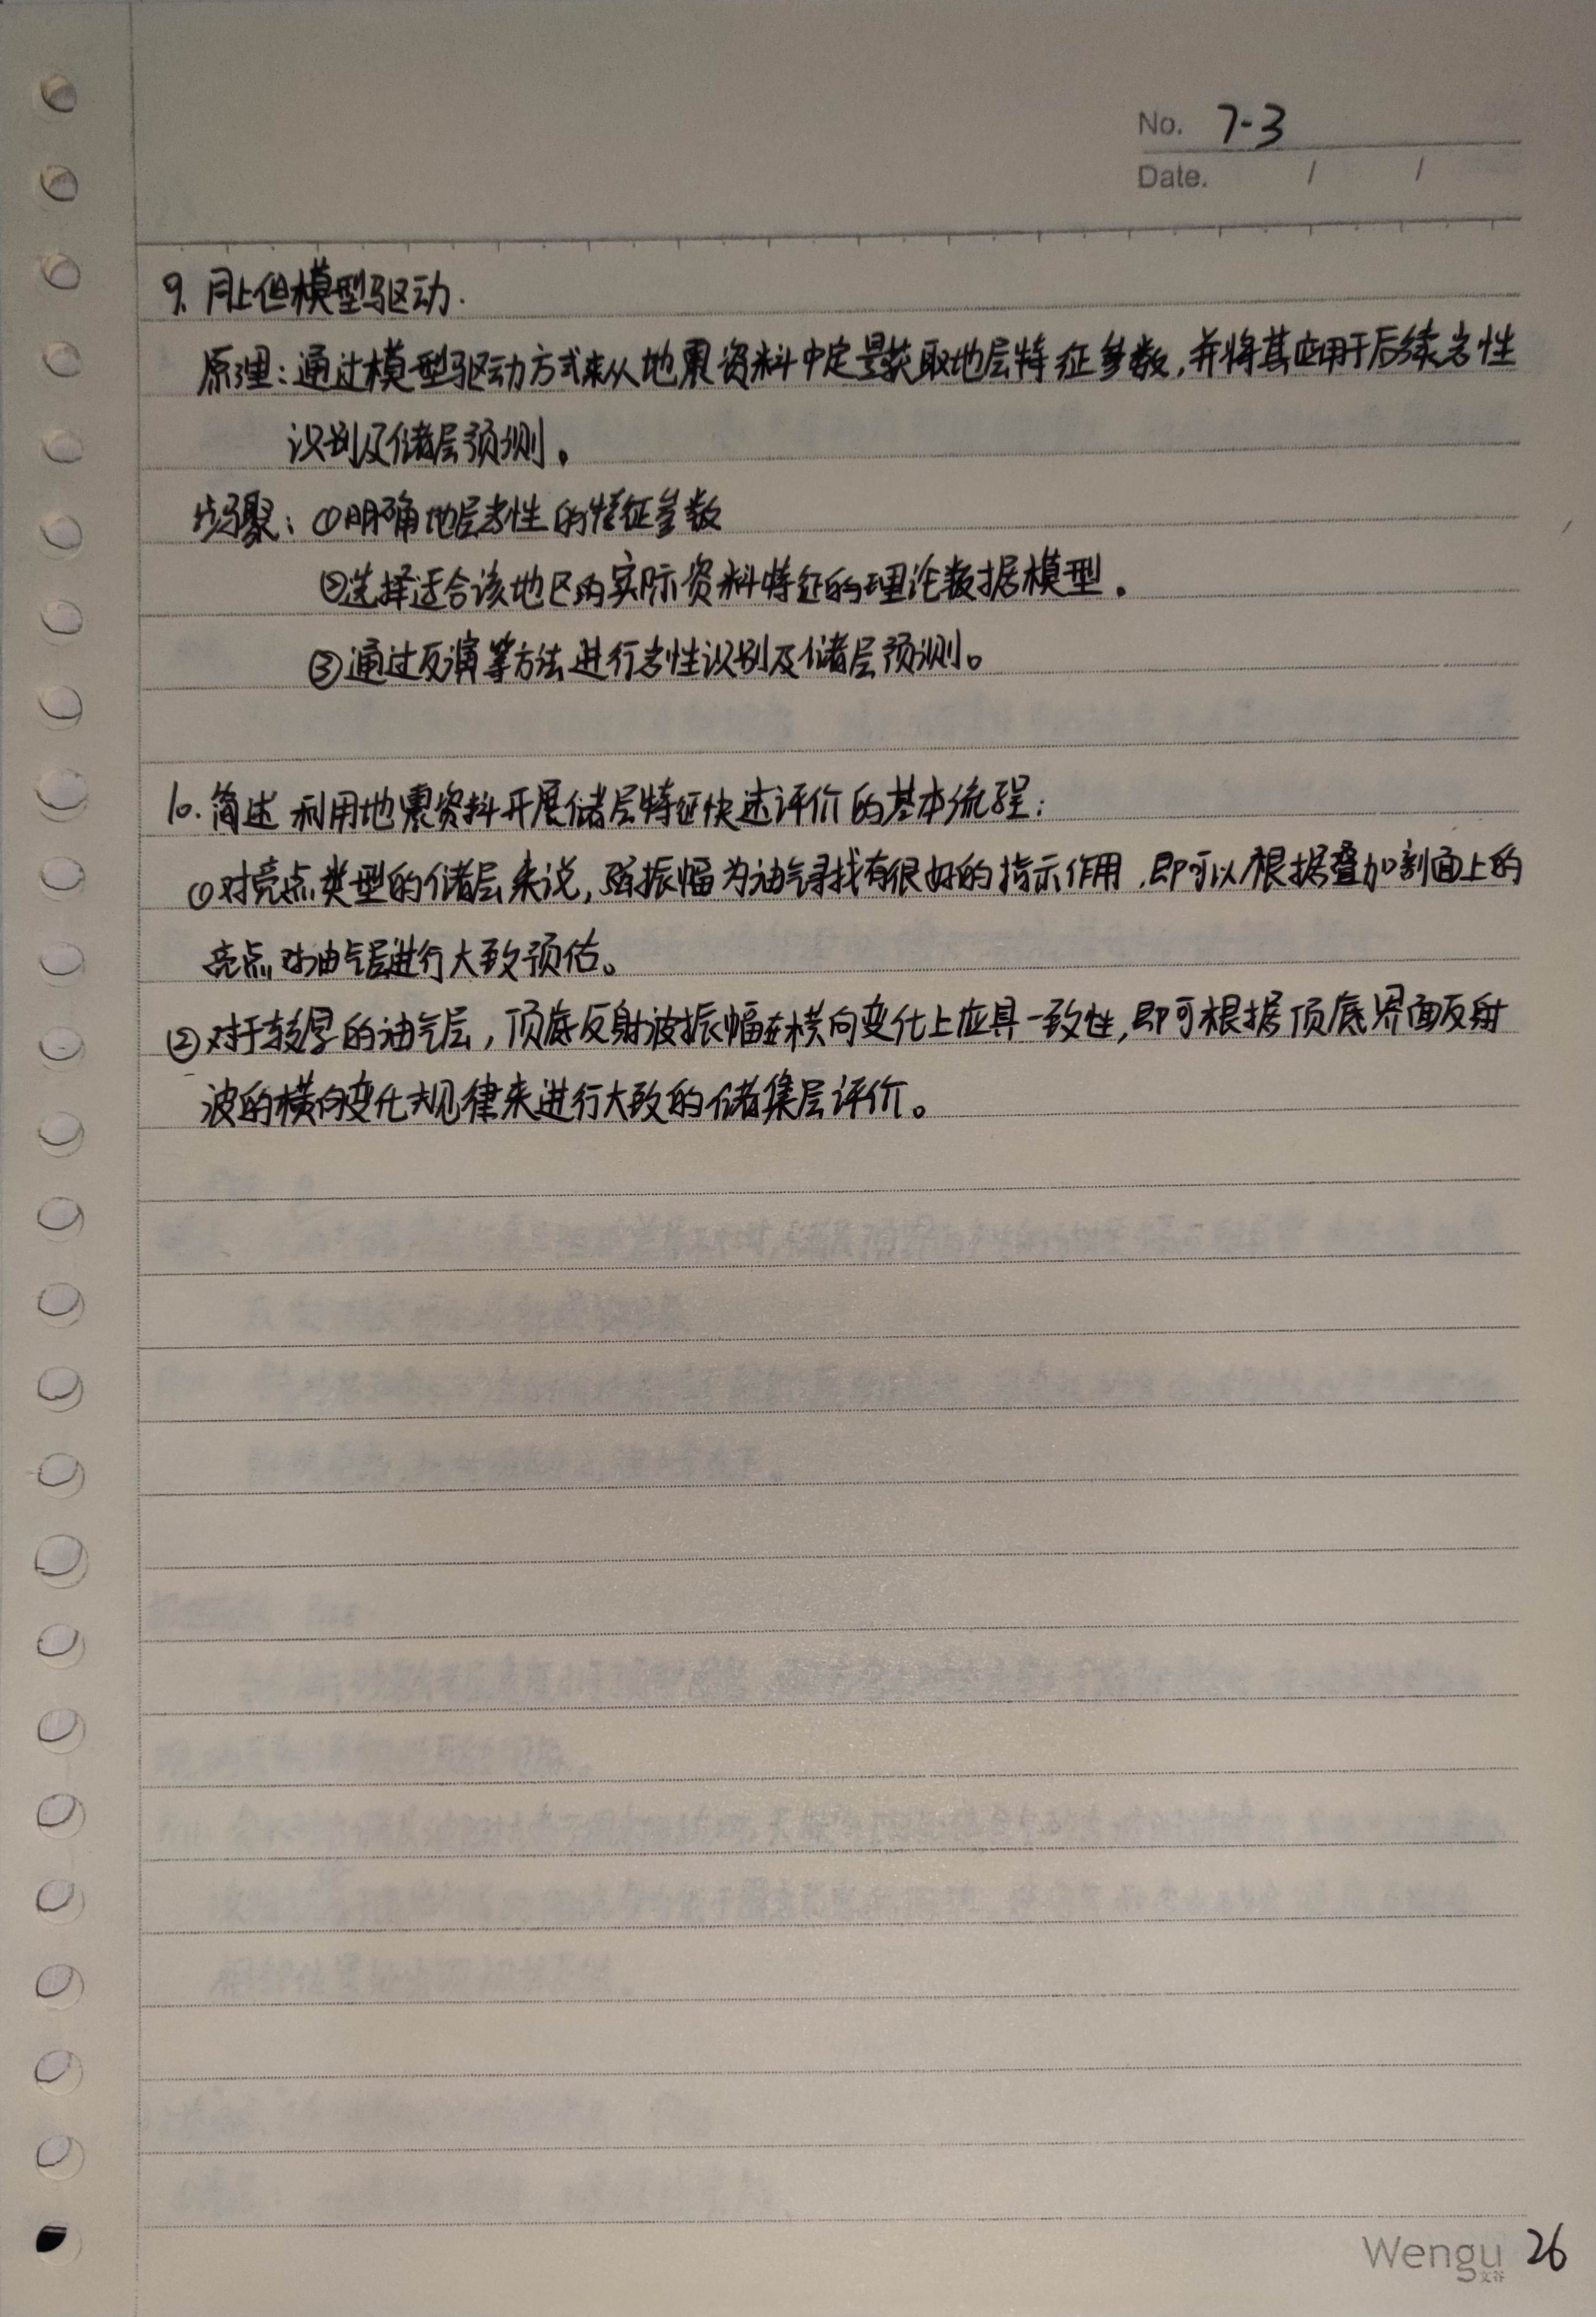 No. 7-3
Date. / /
9. 模型驱动.
原理：通过模型驱动方式来从地震资料中定量获取地层特征参数,并将其应用于后续岩性
识别及储层预测。
步骤：①明确地层岩性的特征参数
②选择适合该地区的实际资料特征的理论数据模型.
③通过反演等方法进行岩性识别及储层预测。
10. 简述利用地震资料开展储层特征快速评价的基本流程：
①对亮点类型的储层来说,强振幅为油气寻找有很好的指示作用.即可以根据叠加剖面上的
亮点对油气层进行大致预估。
②对于较厚的油气层,顶底反射波振幅在横向变化上应具一致性,即可根据顶底界面反射
波的横向变化规律来进行大致的储集层评价。
Wengu 26
文谷